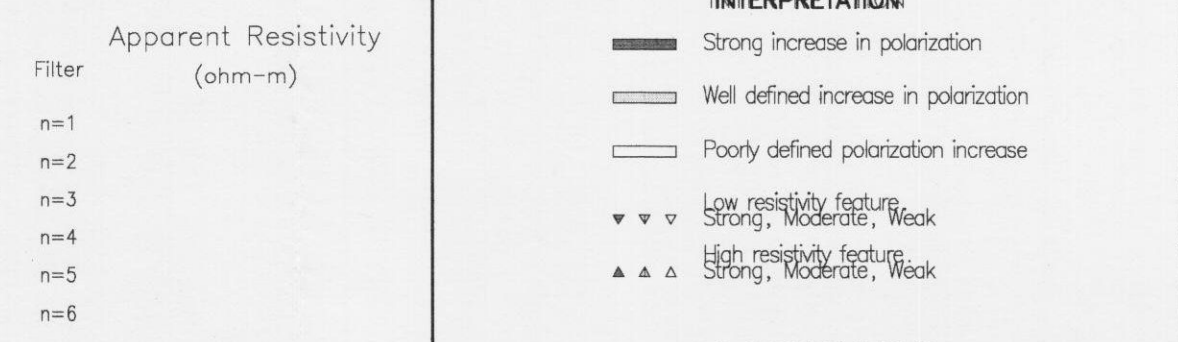 Apparent Resistivity
Filter
(ohm-m)
n=1
n=2
n=3
n=4
n=5
n=6
INTERPRETATION
Strong increase in polarization
Well defined increase in polarization
Poorly defined polarization increase
Low resistivity feature.
Strong, Moderate, Weak
High resistivity feature.
Strong, Moderate, Weak